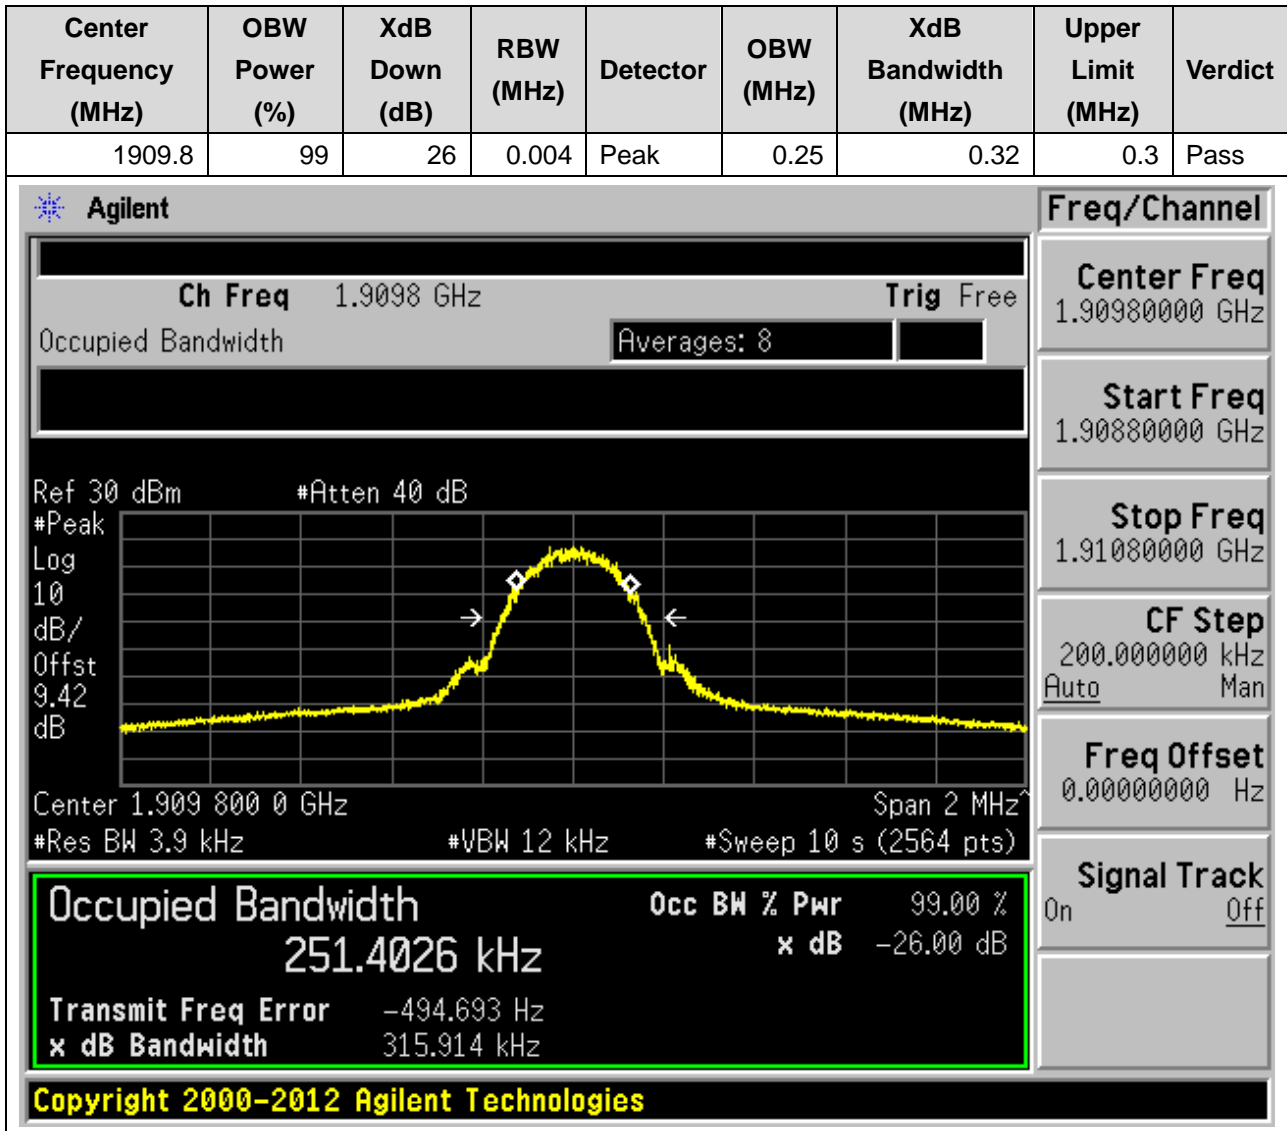 Center Frequency (MHz) OBW Power (%) XdB Down (dB) RBW (MHz) Detector OBW (MHz) XdB Bandwidth (MHz) Upper Limit (MHz) Verdict
1909.8 99 26 0.004 Peak 0.25 0.32 0.3 Pass
Agilent
Freq/Channel
Ch Freq 1.9098 GHz Trig Free
Occupied Bandwidth Averages: 8
Ref 30 dBm #Atten 40 dB
#Peak
Log
10
dB/
Offst
9.42
dB
Center 1.909 800 0 GHz Span 2 MHz^
#Res BW 3.9 kHz #VBW 12 kHz #Sweep 10 s (2564 pts)
Occupied Bandwidth Occ BW % Pwr 99.00 %
251.4026 kHz x dB -26.00 dB
Transmit Freq Error -494.693 Hz
x dB Bandwidth 315.914 kHz
Copyright 2000-2012 Agilent Technologies
Center Freq
1.90980000 GHz
Start Freq
1.90880000 GHz
Stop Freq
1.91080000 GHz
CF Step
200.000000 kHz
Auto Man
Freq Offset
0.00000000 Hz
Signal Track
On Off